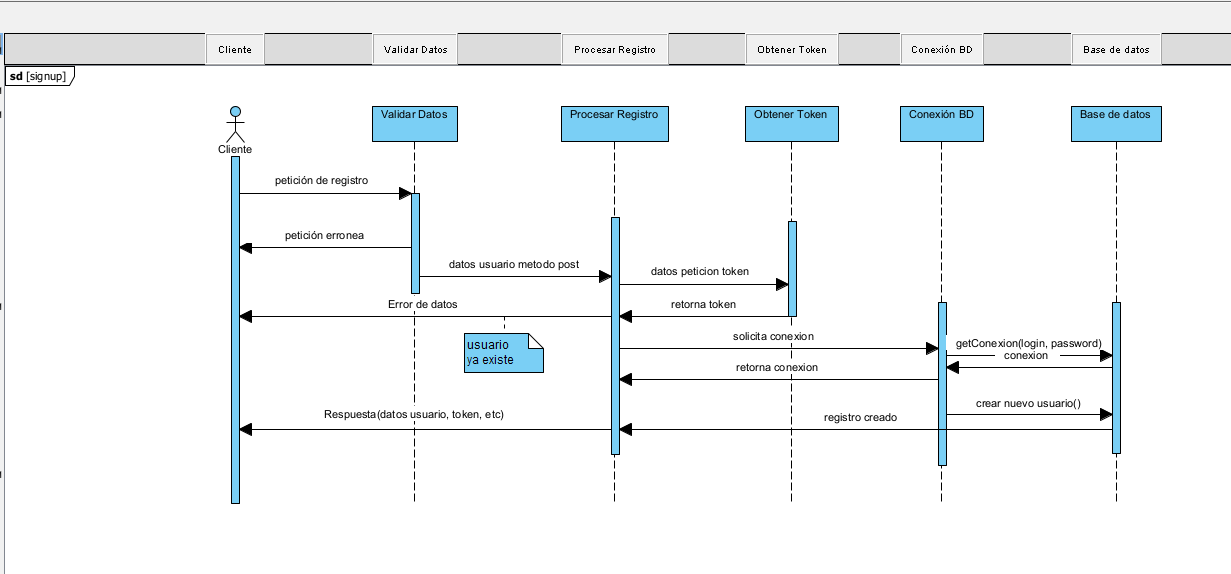 Cliente Validar Datos Procesar Registro Obtener Token Conexión BD Base de datos
sd [signup]
Validar Datos Procesar Registro Obtener Token Conexión BD Base de datos
Cliente
petición de registro
petición erronea
datos usuario metodo post
datos peticion token
Error de datos
retorna token
usuario
ya existe
solicita conexion
getConexion(login, password)
conexion
retorna conexion
crear nuevo usuario()
Respuesta(datos usuario, token, etc)
registro creado